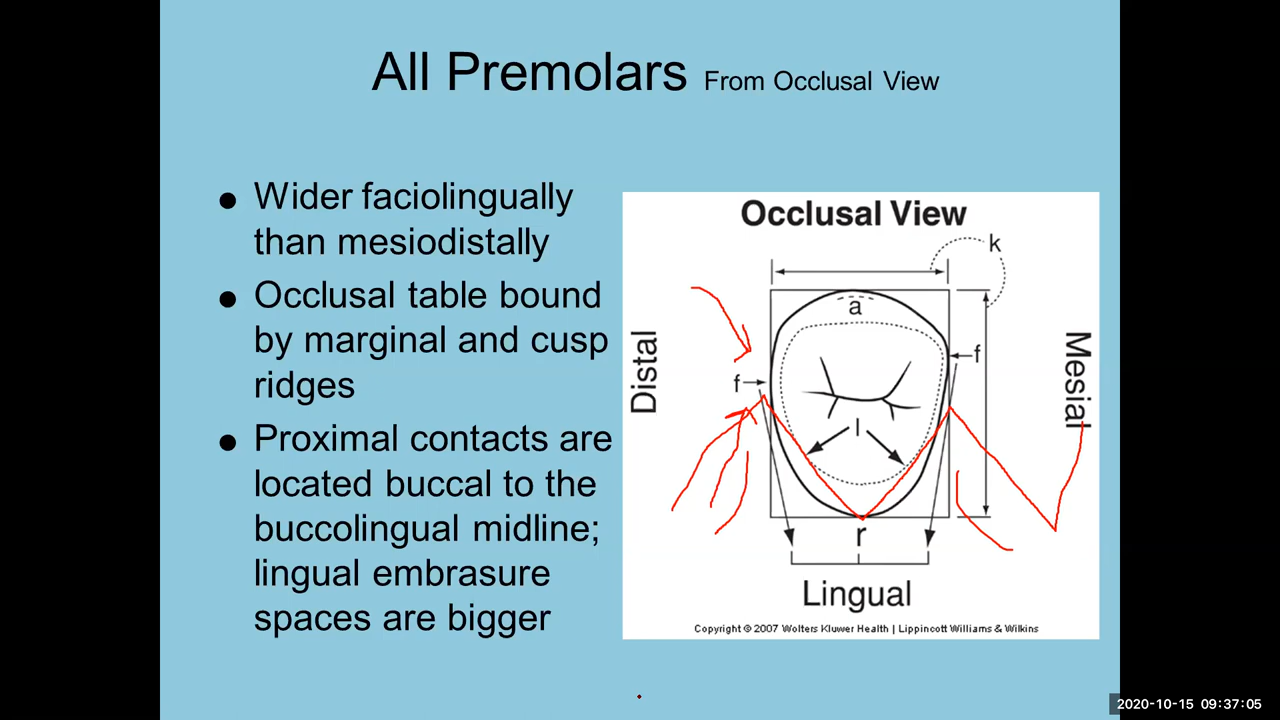 All Premolars From Occlusal View
● Wider faciolingually
than mesiodistally
● Occlusal table bound
by marginal and cusp
ridges
● Proximal contacts are
located buccal to the
buccolingual midline;
lingual embrasure
spaces are bigger
Occlusal View
k
a
Distal
Mesial
f
f
l
r
Lingual
Copyright © 2007 Wolters Kluwer Health | Lippincott Williams & Wilkins
2020-10-15 09:37:05